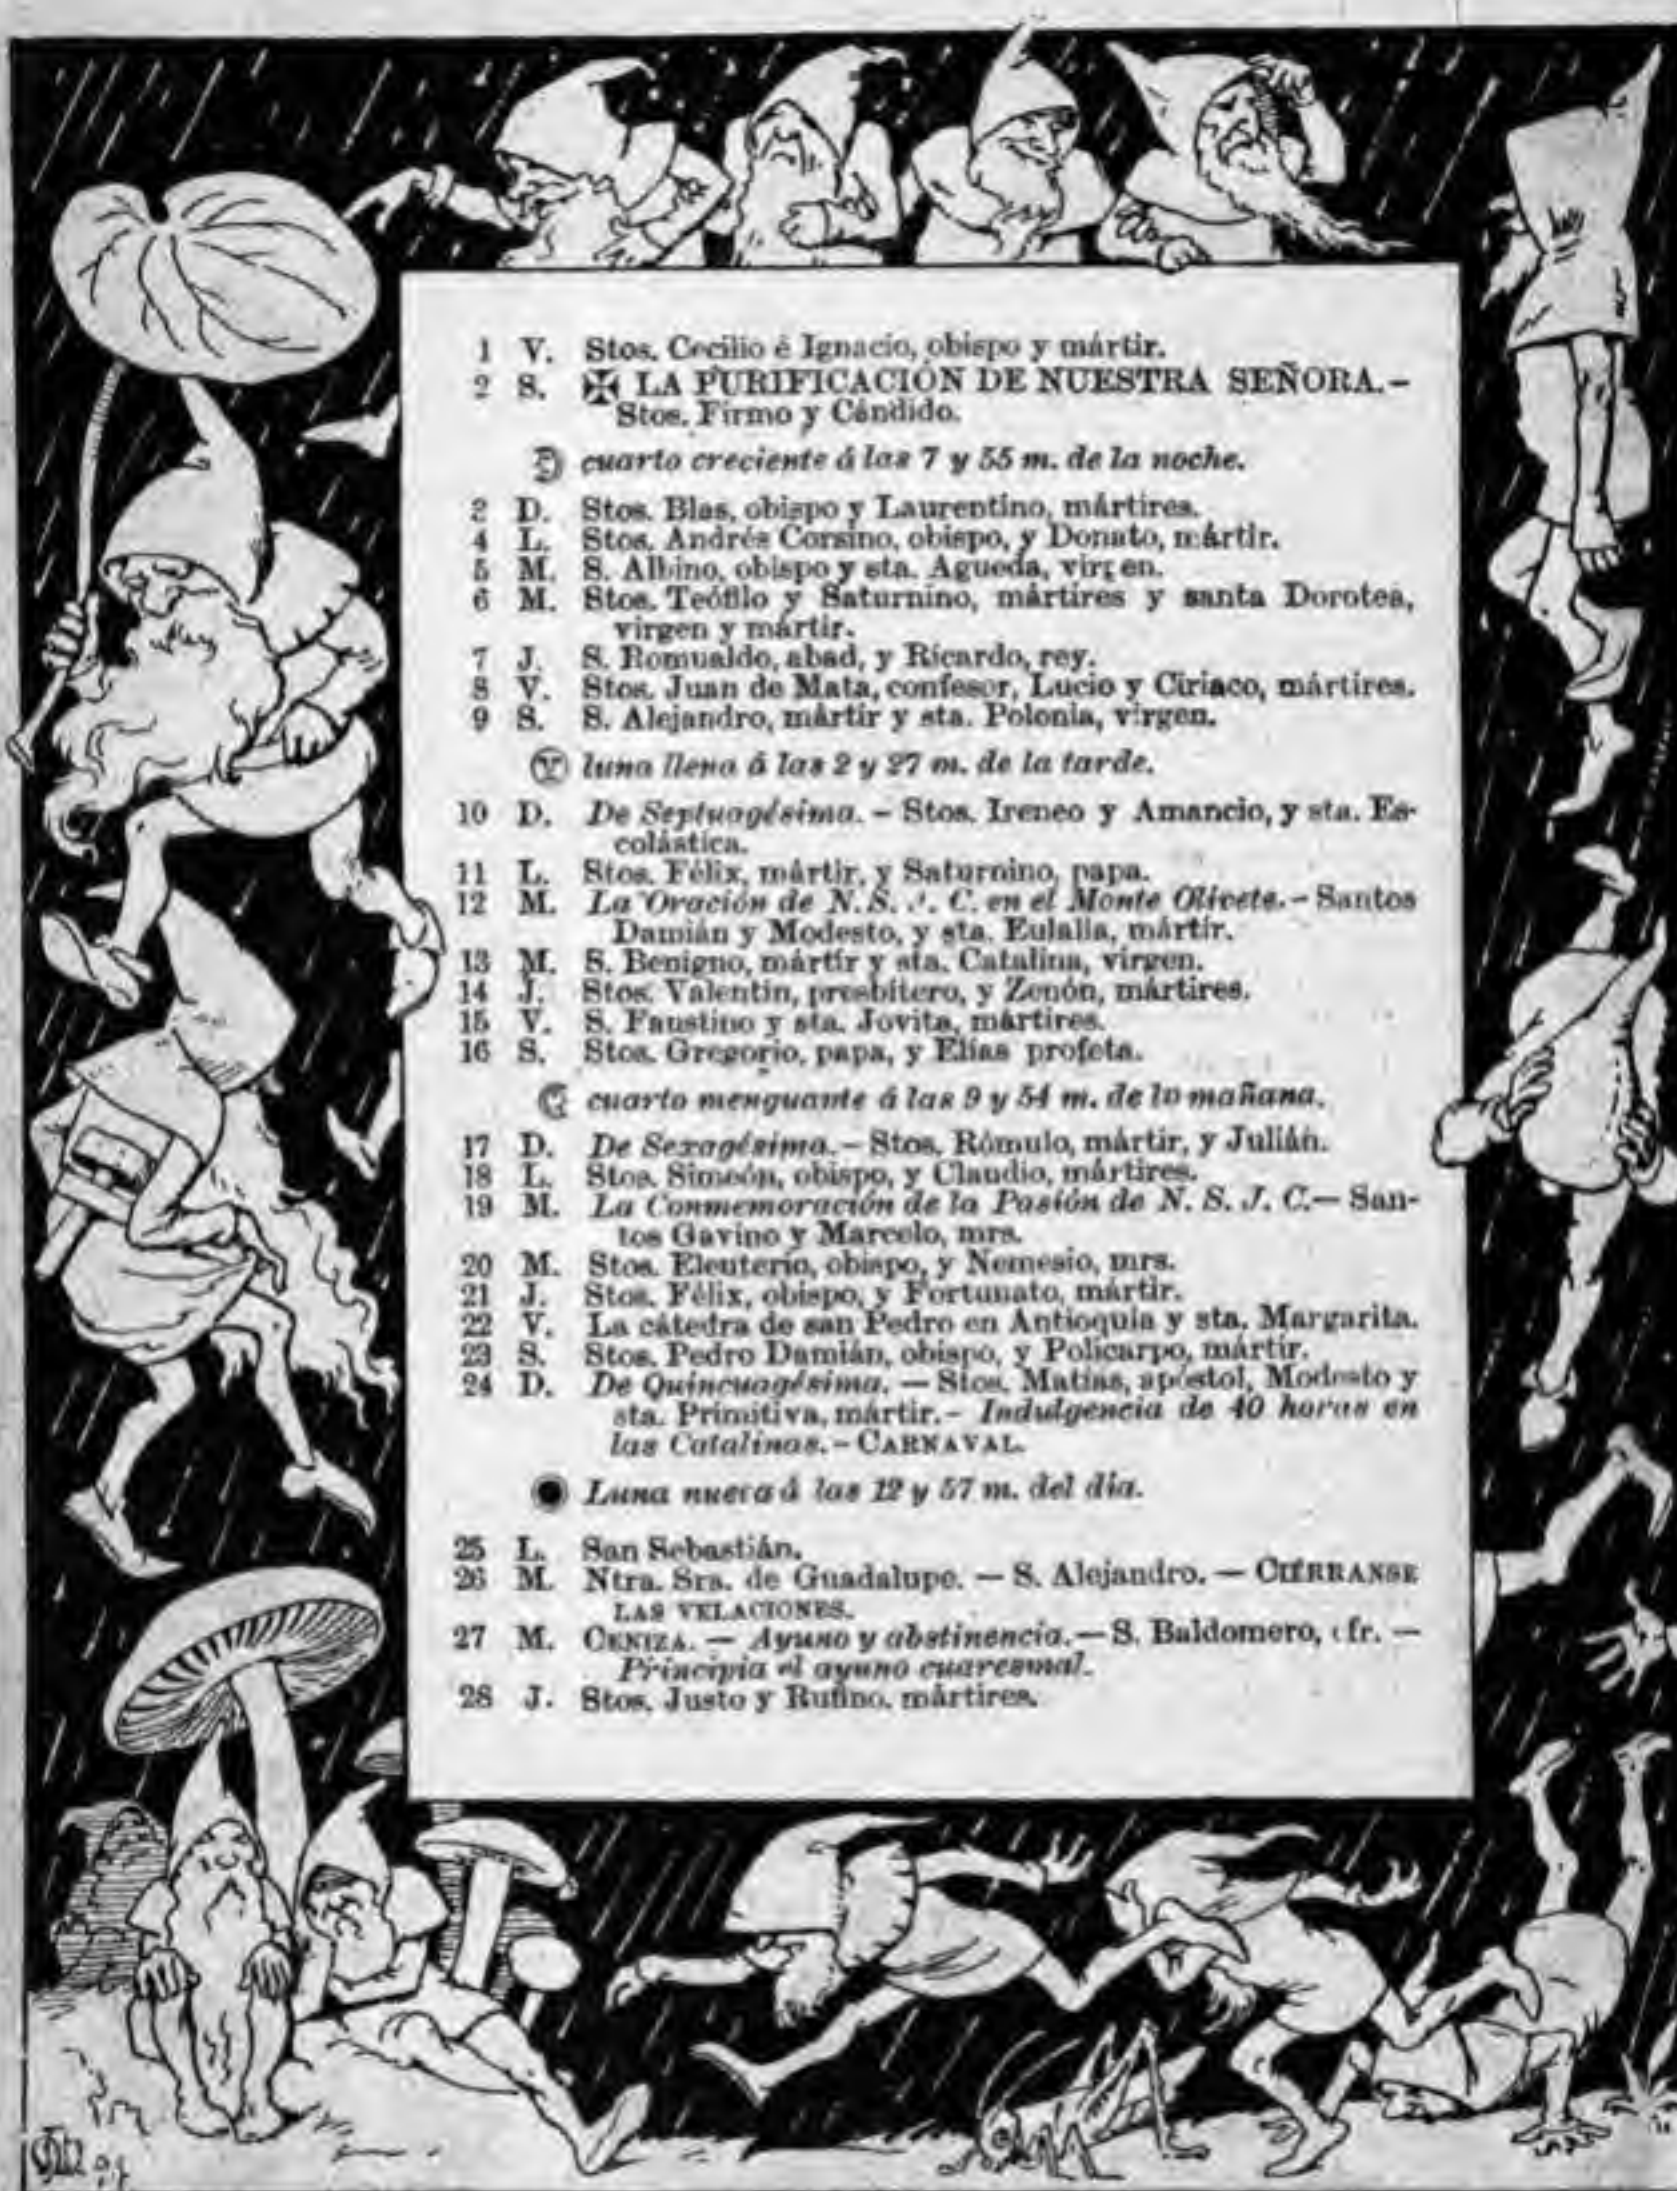 1 V. Stos. Cecilio é Ignacio, obispo y mártir.
2 S. ✠ LA PURIFICACIÓN DE NUESTRA SEÑORA.-
Stos. Firmo y Cándido.
cuarto creciente á las 7 y 55 m. de la noche.
2 D. Stos. Blas, obispo y Laurentino, mártires.
4 L. Stos. Andrés Corsino, obispo, y Donato, mártir.
5 M. S. Albino, obispo y sta. Agueda, virgen.
6 M. Stos. Teófilo y Saturnino, mártires y santa Dorotea,
virgen y mártir.
7 J. S. Romualdo, abad, y Ricardo, rey.
8 V. Stos. Juan de Mata, confesor, Lucio y Ciriaco, mártires.
9 S. S. Alejandro, mártir y sta. Polonia, virgen.
luna llena á las 2 y 27 m. de la tarde.
10 D. De Septuagésima. - Stos. Ireneo y Amancio, y sta. Es-
colástica.
11 L. Stos. Félix, mártir, y Saturnino, papa.
12 M. La Oración de N. S. J. C. en el Monte Olivete. - Santos
Damián y Modesto, y sta. Eulalia, mártir.
13 M. S. Benigno, mártir y sta. Catalina, virgen.
14 J. Stos. Valentin, presbítero, y Zenón, mártires.
15 V. S. Faustino y sta. Jovita, mártires.
16 S. Stos. Gregorio, papa, y Elías profeta.
cuarto menguante á las 9 y 54 m. de la mañana.
17 D. De Sexagésima. - Stos. Rómulo, mártir, y Julián.
18 L. Stos. Simeón, obispo, y Claudio, mártires.
19 M. La Conmemoración de la Pasión de N. S. J. C. — San-
tos Gavino y Marcelo, mrs.
20 M. Stos. Eleuterio, obispo, y Nemesio, mrs.
21 J. Stos. Félix, obispo, y Fortunato, mártir.
22 V. La cátedra de san Pedro en Antioquía y sta. Margarita.
23 S. Stos. Pedro Damián, obispo, y Policarpo, mártir.
24 D. De Quincuagésima. — Stos. Matías, apóstol, Modesto y
sta. Primitiva, mártir. - Indulgencia de 40 horas en
las Catalinas. - CARNAVAL.
Luna nueva á las 12 y 57 m. del día.
25 L. San Sebastián.
26 M. Ntra. Sra. de Guadalupe. — S. Alejandro. — CIÉRRANSE
LAS VELACIONES.
27 M. CENIZA. — Ayuno y abstinencia. — S. Baldomero, cfr. —
Principia el ayuno cuaresmal.
28 J. Stos. Justo y Rufino, mártires.